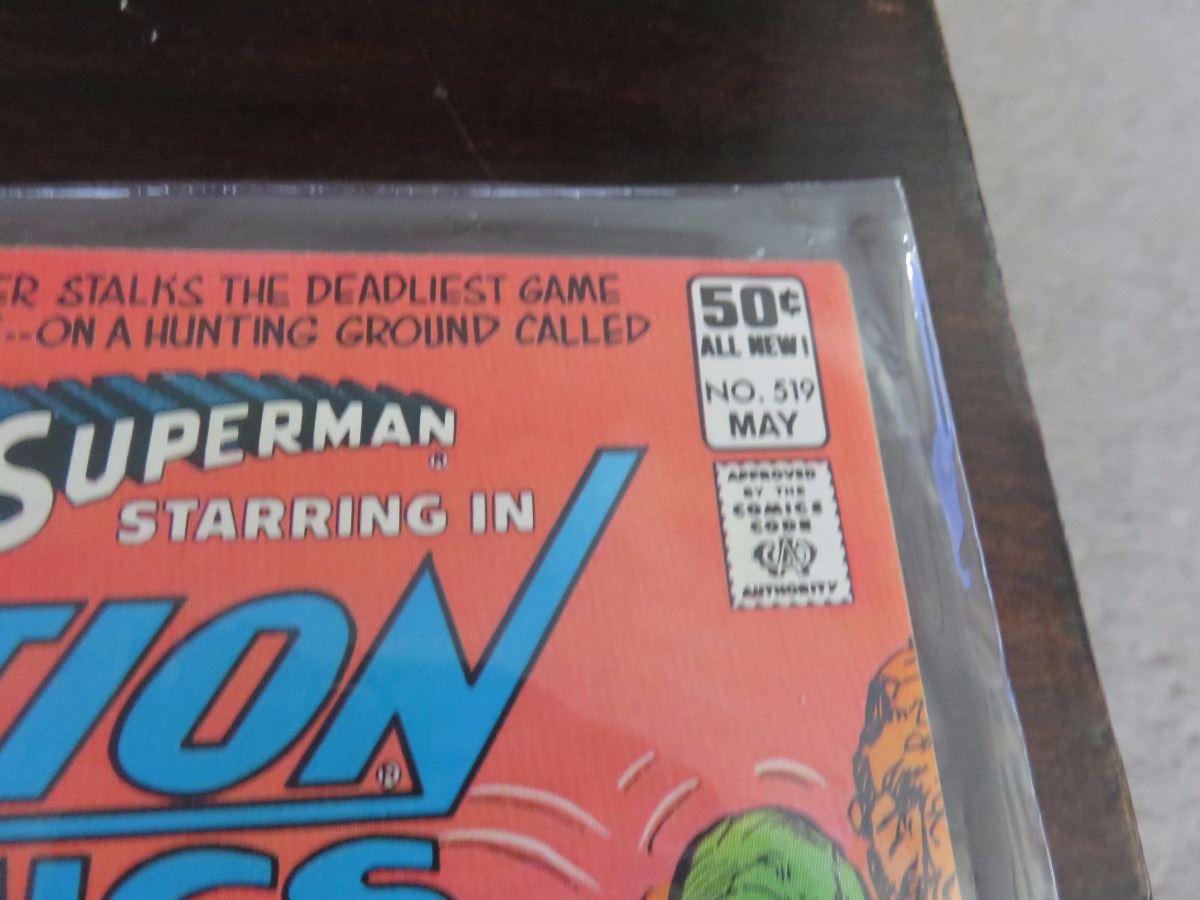 STALKS THE DEADLIEST GAME
--ON A HUNTING GROUND CALLED
50¢
ALL NEW!
NO. 519
MAY
SUPERMAN
®
STARRING IN
APPROVED
BY THE
COMICS
CODE
AUTHORITY
TION
®